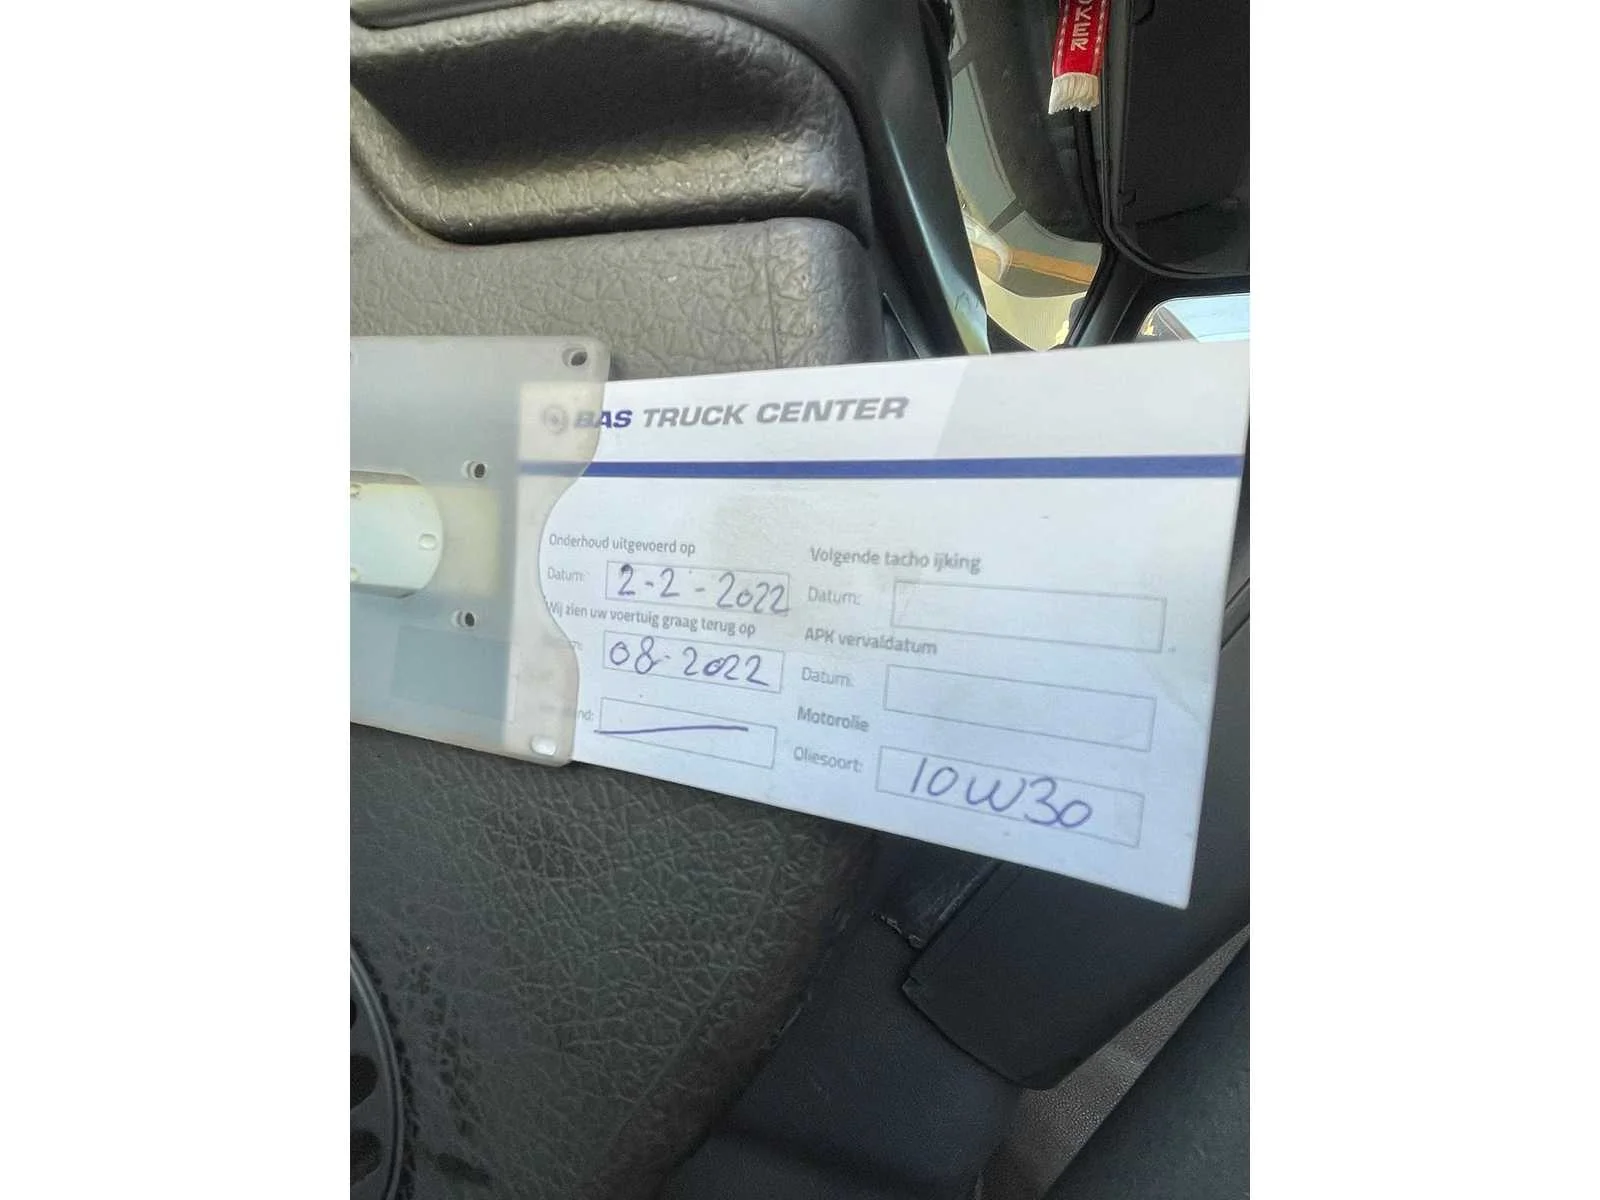 KER
BAS TRUCK CENTER
Onderhoud uitgevoerd op
Datum: 2-2-2022
Wij zien uw voertuig graag terug op
08-2022
Volgende tacho ijking
Datum:
APK vervaldatum
Datum:
Motorolie
Oliesoort: 10W30